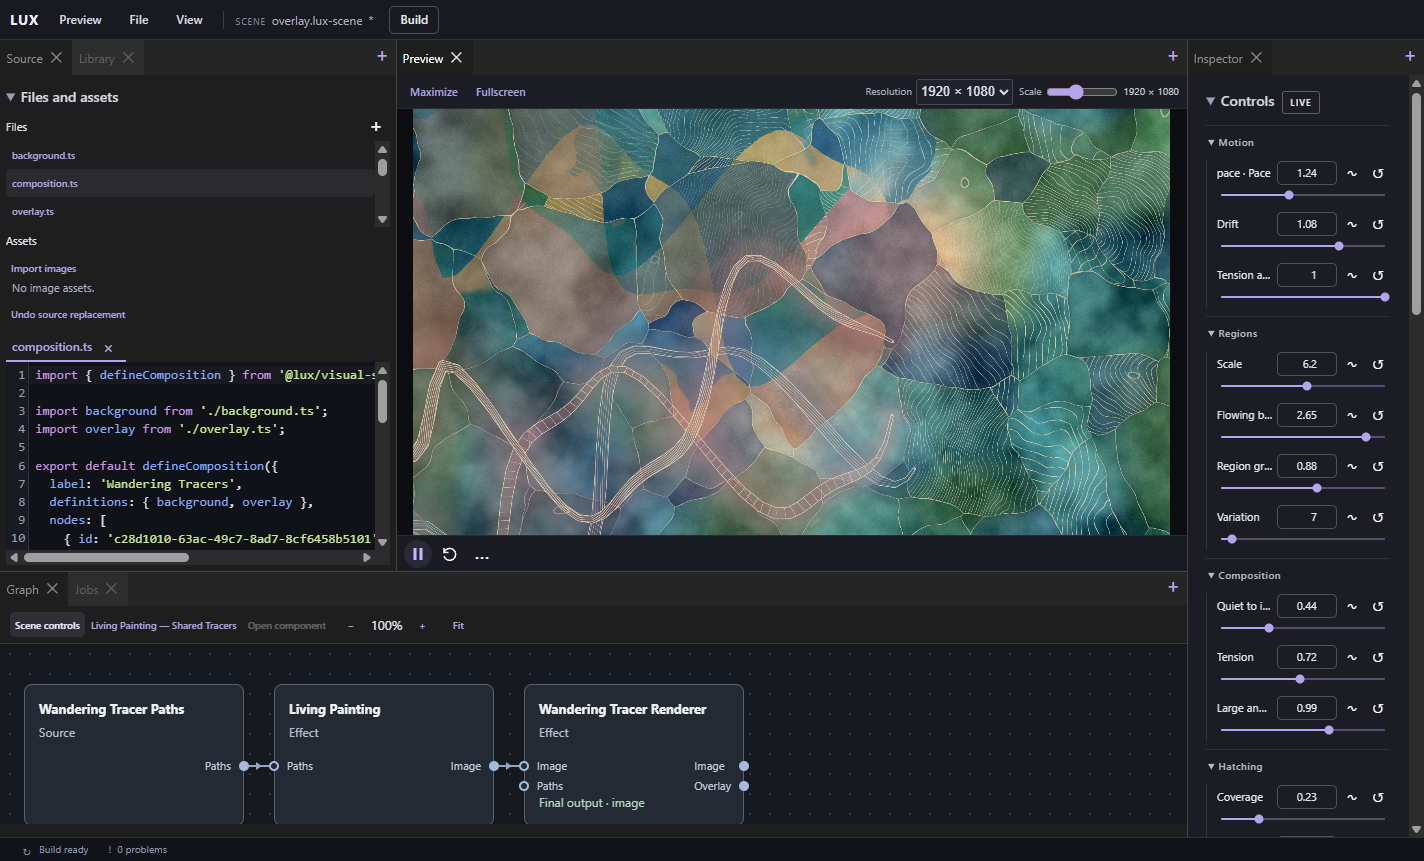 LUX Preview File View SCENE overlay.lux-scene * Build
Source Library +
Files and assets
Files +
background.ts
composition.ts
overlay.ts
Assets
Import images
No image assets.
Undo source replacement
composition.ts
1 import { defineComposition } from '@lux/visual-s
2
3 import background from './background.ts';
4 import overlay from './overlay.ts';
5
6 export default defineComposition({
7 label: 'Wandering Tracers',
8 definitions: { background, overlay },
9 nodes: [
10 { id: 'c28d1010-63ac-49c7-8ad7-8cf6458b5101'
Preview +
Maximize Fullscreen Resolution 1920 × 1080 Scale 1920 × 1080
...
Graph Jobs +
Scene controls Living Painting — Shared Tracers Open component − 100% + Fit
Wandering Tracer Paths
Source
Paths
Living Painting
Effect
Paths Image
Wandering Tracer Renderer
Effect
Image Image
Paths Overlay
Final output · image
Inspector +
Controls LIVE
Motion
pace · Pace 1.24
Drift 1.08
Tension a... 1
Regions
Scale 6.2
Flowing b... 2.65
Region gr... 0.88
Variation 7
Composition
Quiet to i... 0.44
Tension 0.72
Large an... 0.99
Hatching
Coverage 0.23
Build ready ! 0 problems